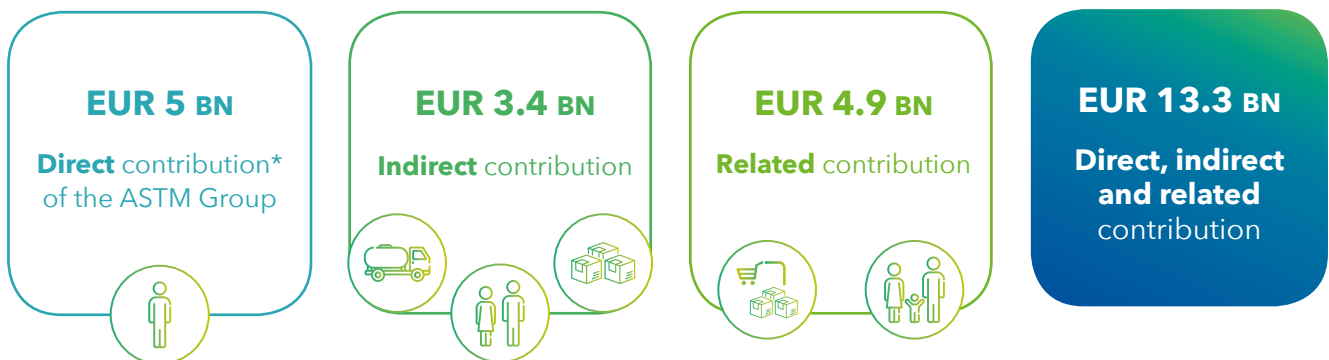 EUR 5 BN
Direct contribution*
of the ASTM Group
EUR 3.4 BN
Indirect contribution
EUR 4.9 BN
Related contribution
EUR 13.3 BN
Direct, indirect
and related
contribution